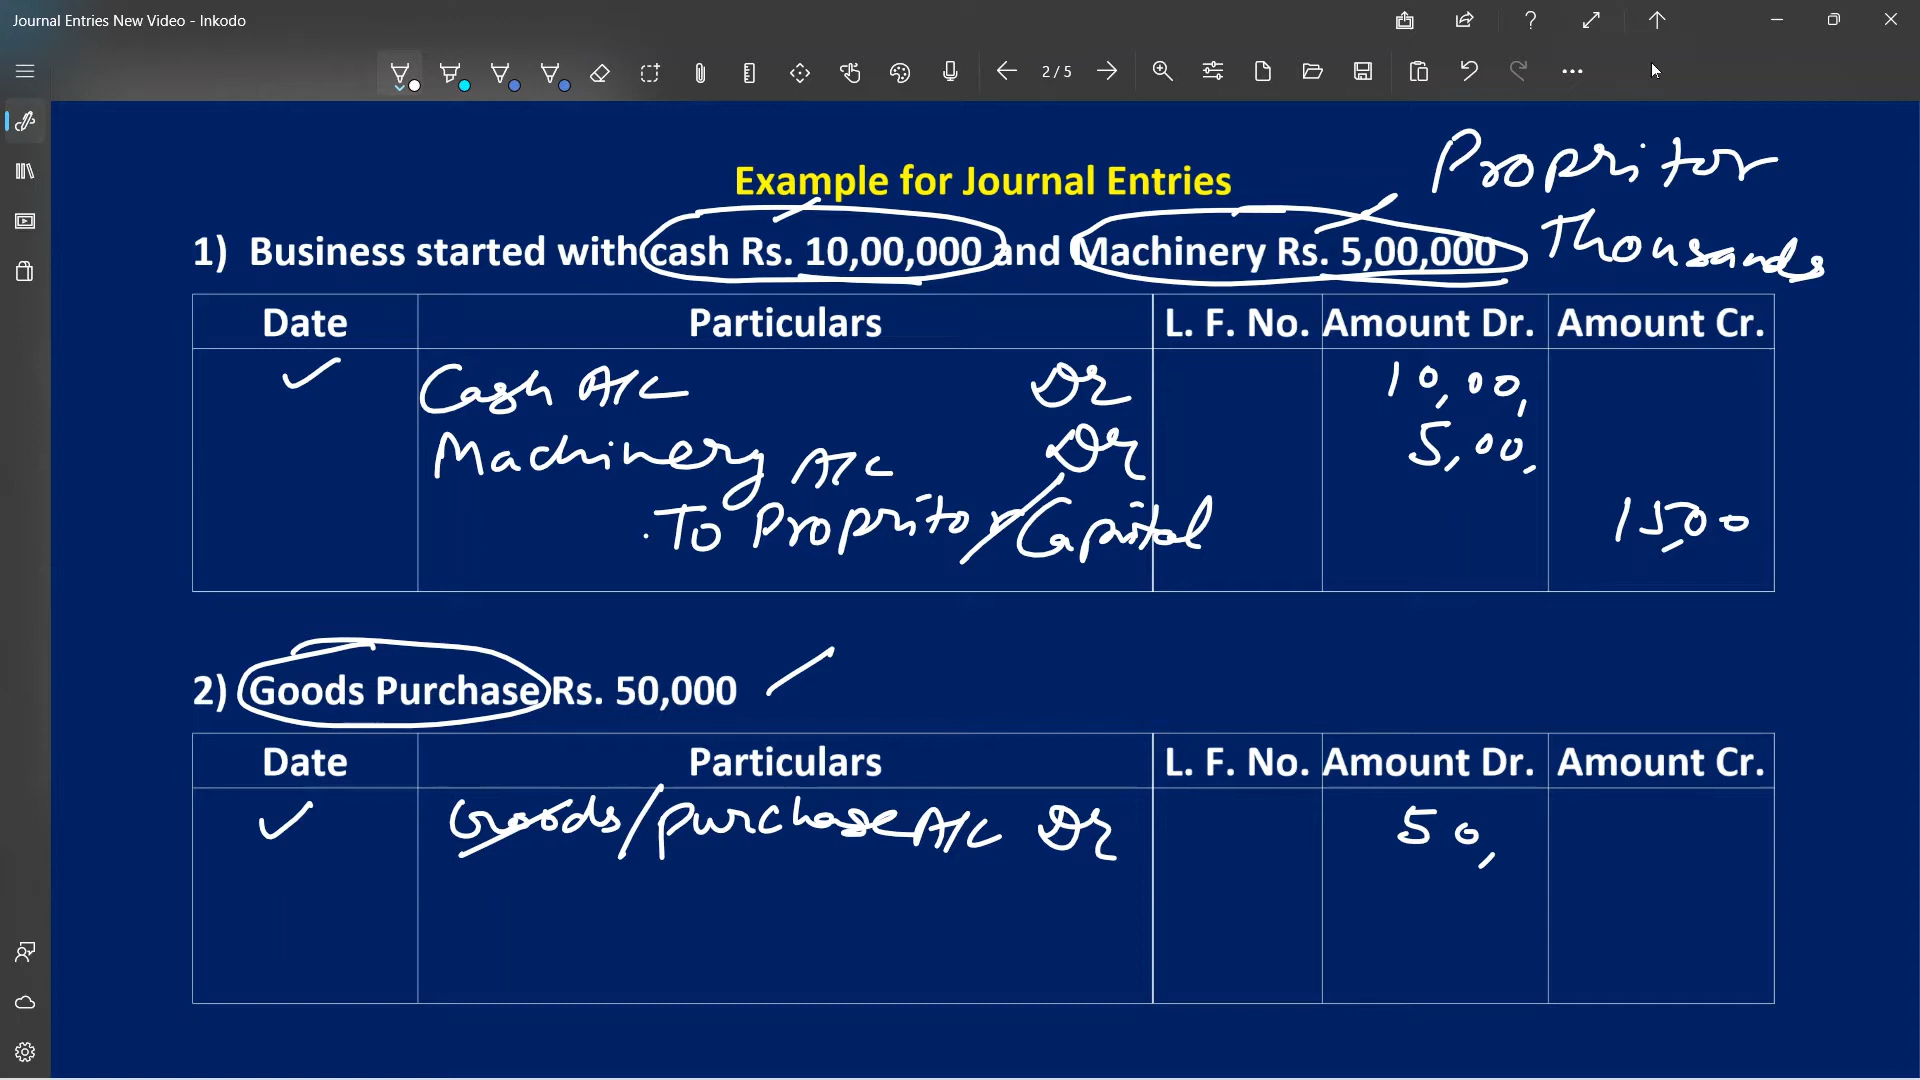 Journal Entries New Video - Inkodo
2 / 5
Propritor
Example for Journal Entries
Thousands
1) Business started with cash Rs. 10,00,000 and Machinery Rs. 5,00,000
Date Particulars L. F. No. Amount Dr. Amount Cr.
Cash A/C Dr 10,00,
Machinery A/C Dr 5,00,
To Propritor/Capital 15,00
2) Goods Purchase Rs. 50,000
Date Particulars L. F. No. Amount Dr. Amount Cr.
Goods/purchase A/C Dr 50,